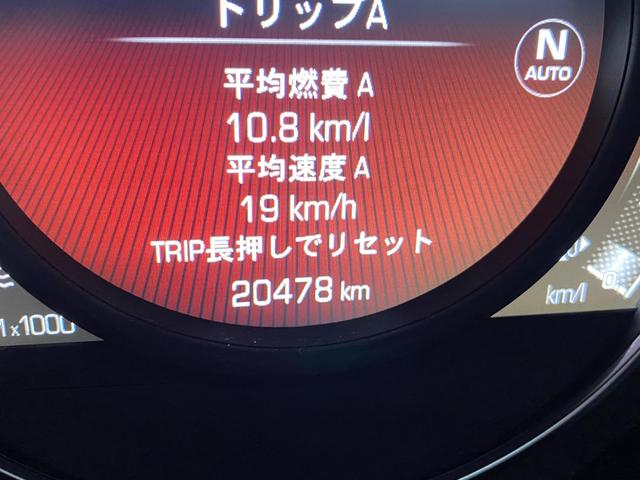 トリップA
N
AUTO
平均燃費 A
10.8 km/l
平均速度 A
19 km/h
TRIP長押しでリセット
20478 km
x1000
km/l
0